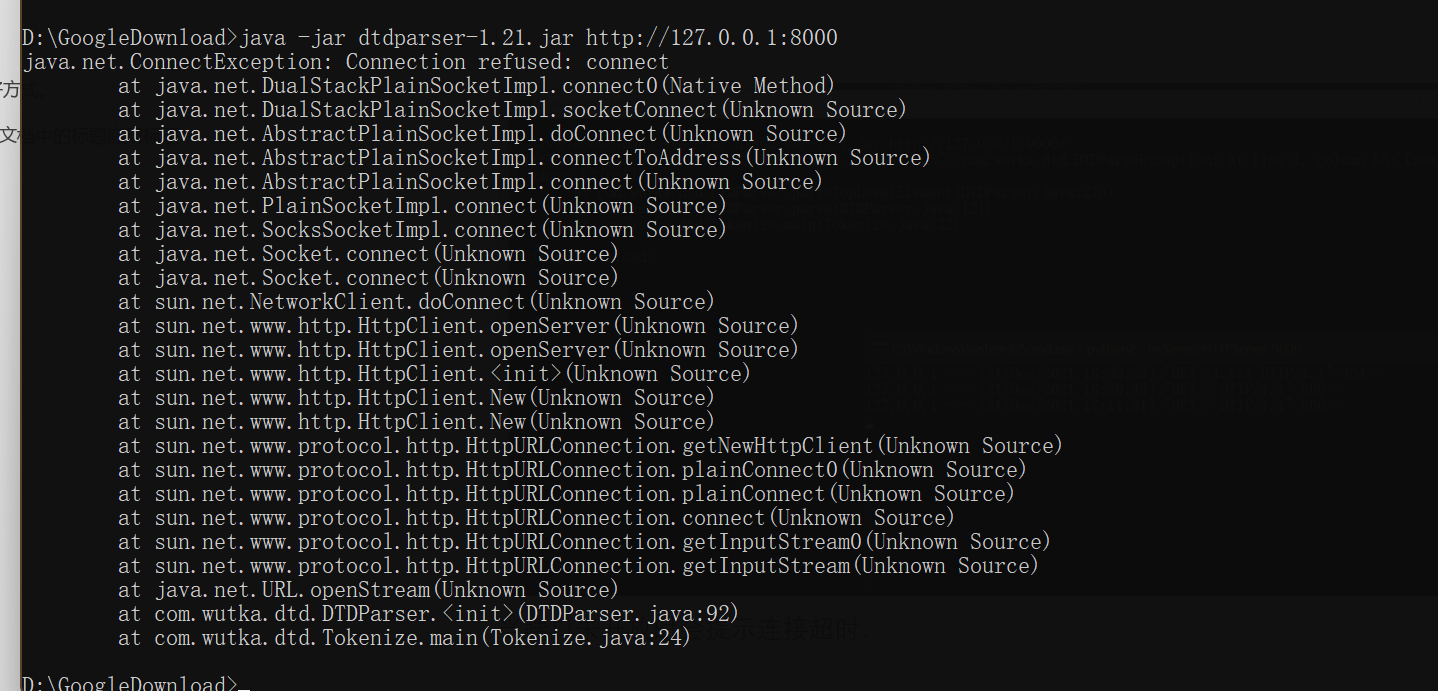 D:\GoogleDownload>java -jar dtdparser-1.21.jar http://127.0.0.1:8000
java.net.ConnectException: Connection refused: connect
at java.net.DualStackPlainSocketImpl.connect0(Native Method)
at java.net.DualStackPlainSocketImpl.socketConnect(Unknown Source)
at java.net.AbstractPlainSocketImpl.doConnect(Unknown Source)
at java.net.AbstractPlainSocketImpl.connectToAddress(Unknown Source)
at java.net.AbstractPlainSocketImpl.connect(Unknown Source)
at java.net.PlainSocketImpl.connect(Unknown Source)
at java.net.SocksSocketImpl.connect(Unknown Source)
at java.net.Socket.connect(Unknown Source)
at java.net.Socket.connect(Unknown Source)
at sun.net.NetworkClient.doConnect(Unknown Source)
at sun.net.www.http.HttpClient.openServer(Unknown Source)
at sun.net.www.http.HttpClient.openServer(Unknown Source)
at sun.net.www.http.HttpClient.<init>(Unknown Source)
at sun.net.www.http.HttpClient.New(Unknown Source)
at sun.net.www.http.HttpClient.New(Unknown Source)
at sun.net.www.protocol.http.HttpURLConnection.getNewHttpClient(Unknown Source)
at sun.net.www.protocol.http.HttpURLConnection.plainConnect0(Unknown Source)
at sun.net.www.protocol.http.HttpURLConnection.plainConnect(Unknown Source)
at sun.net.www.protocol.http.HttpURLConnection.connect(Unknown Source)
at sun.net.www.protocol.http.HttpURLConnection.getInputStream0(Unknown Source)
at sun.net.www.protocol.http.HttpURLConnection.getInputStream(Unknown Source)
at java.net.URL.openStream(Unknown Source)
at com.wutka.dtd.DTDParser.<init>(DTDParser.java:92)
at com.wutka.dtd.Tokenize.main(Tokenize.java:24)
D:\GoogleDownload>